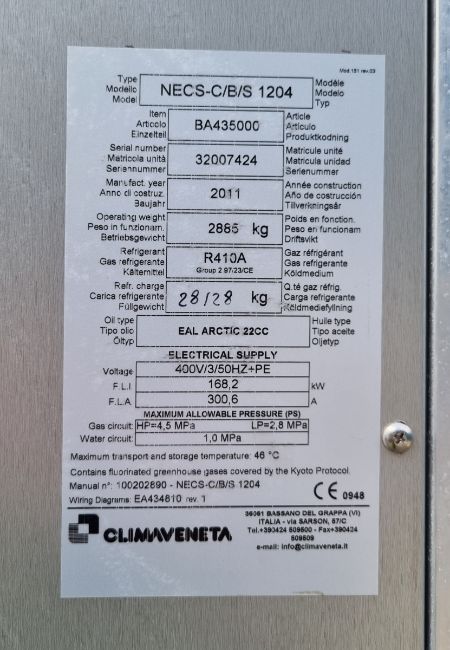 Mod.151 rev.03
Type
Modello
Model
NECS-C/B/S 1204
Modèle
Modelo
Typ
Item
Articolo
Einzelteil
BA435000
Article
Articulo
Produktkodning
Serial number
Matricola unità
Seriennummer
32007424
Matricule unité
Matricula unidad
Serienummer
Manufact. year
Anno di costruz.
Baujahr
2011
Année construction
Año de costrucción
Tillverkningsår
Operating weight
Peso in funzionam.
Betriebsgewicht
2885 kg
Poids en fonction.
Peso en funcionam
Driftsvikt
Refrigerant
Gas refrigerante
Kältemittel
R410A
Group 2 97/23/CE
Gaz réfrigérant
Gas refrigerante
Köldmedium
Refr. charge
Carica refrigerante
Füllgewicht
28/28 kg
Q.té gaz réfrig.
Carga refrigerante
Köldmediefyllning
Oil type
Tipo olio
Öltyp
EAL ARCTIC 22CC
Huile type
Tipo aceite
Oljetyp
ELECTRICAL SUPPLY
Voltage 400V/3/50HZ+PE
F.L.I 168,2 kW
F.L.A. 300,6 A
MAXIMUM ALLOWABLE PRESSURE (PS)
Gas circuit: HP=4,5 MPa LP=2,8 MPa
Water circuit: 1,0 MPa
Maximum transport and storage temperature: 46 °C
Contains fluorinated greenhouse gases covered by the Kyoto Protocol.
Manual n°: 100202890 - NECS-C/B/S 1204
Wiring Diagrams: EA434810 rev. 1
CE 0948
CLIMAVENETA
36061 BASSANO DEL GRAPPA (VI)
ITALIA - via SARSON, 57/C
Tel.+390424 509500 - Fax+390424
509509
e-mail: info@climaveneta.it